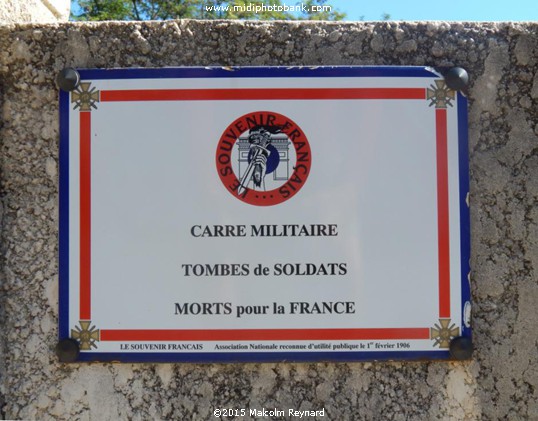 www.midiphotobank.com
LE SOUVENIR FRANÇAIS
CARRE MILITAIRE
TOMBES de SOLDATS
MORTS pour la FRANCE
LE SOUVENIR FRANCAIS Association Nationale reconnue d'utilité publique le 1er février 1906
©2015 Malcolm Reynard